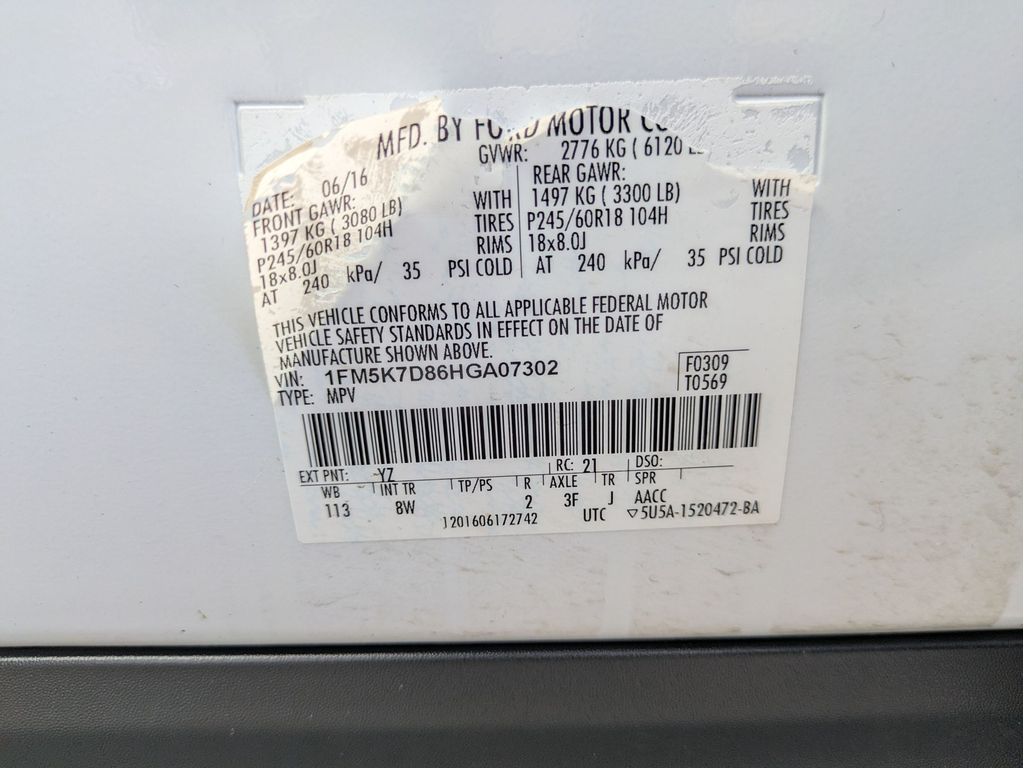 MFD. BY FORD MOTOR CO
GVWR: 2776 KG ( 6120 L
DATE: 06/16
FRONT GAWR:
1397 KG ( 3080 LB) WITH
P245/60R18 104H TIRES
18x8.0J RIMS
AT 240 kPa/ 35 PSI COLD
REAR GAWR:
1497 KG ( 3300 LB) WITH
P245/60R18 104H TIRES
18x8.0J RIMS
AT 240 kPa/ 35 PSI COLD
THIS VEHICLE CONFORMS TO ALL APPLICABLE FEDERAL MOTOR
VEHICLE SAFETY STANDARDS IN EFFECT ON THE DATE OF
MANUFACTURE SHOWN ABOVE.
VIN: 1FM5K7D86HGA07302
TYPE: MPV
F0309
T0569
EXT PNT: YZ RC: 21 DSO:
WB INT TR TP/PS R AXLE TR SPR
113 8W 2 3F J AACC
1201606172742 UTC ▽5U5A-1520472-BA